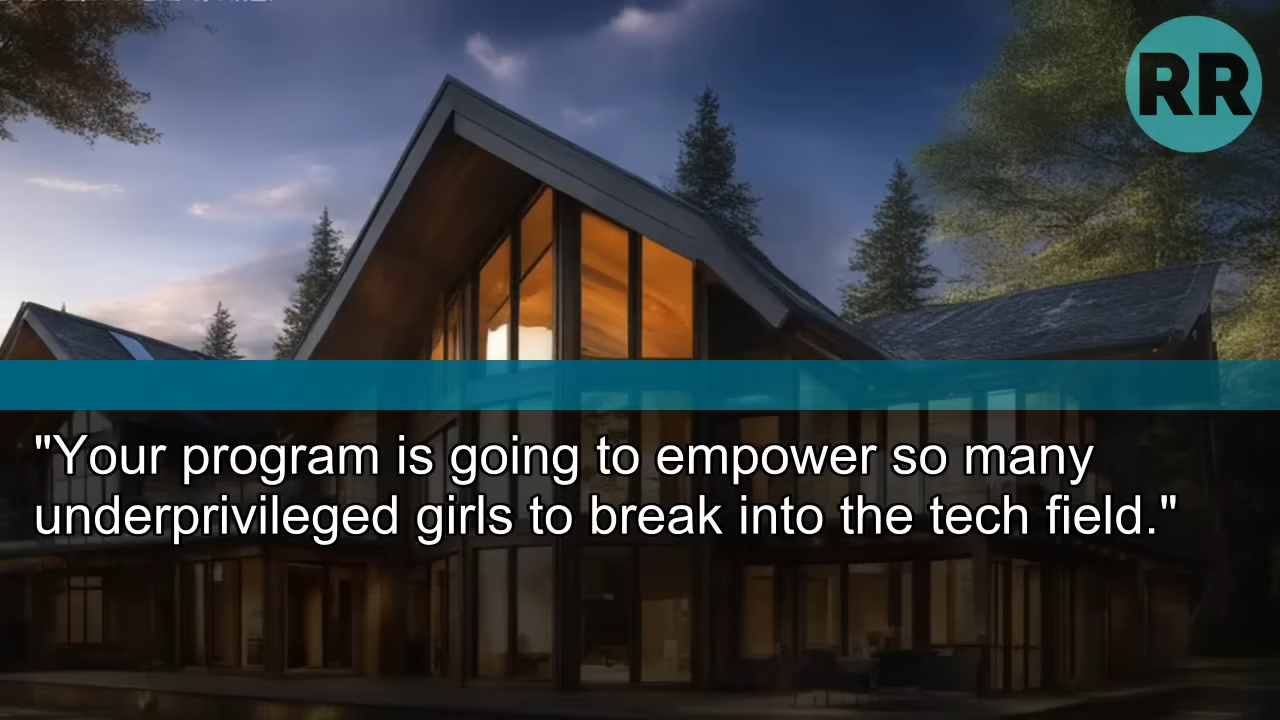 RR
"Your program is going to empower so many
underprivileged girls to break into the tech field."